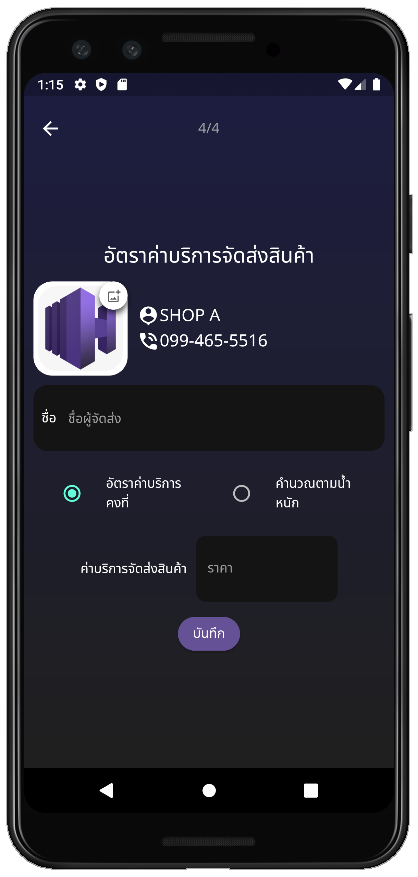 1:15
4/4
อัตราค่าบริการจัดส่งสินค้า
SHOP A
099-465-5516
ชื่อ ชื่อผู้จัดส่ง
อัตราค่าบริการ
คงที่
คำนวณตามน้ำ
หนัก
ค่าบริการจัดส่งสินค้า ราคา
บันทึก